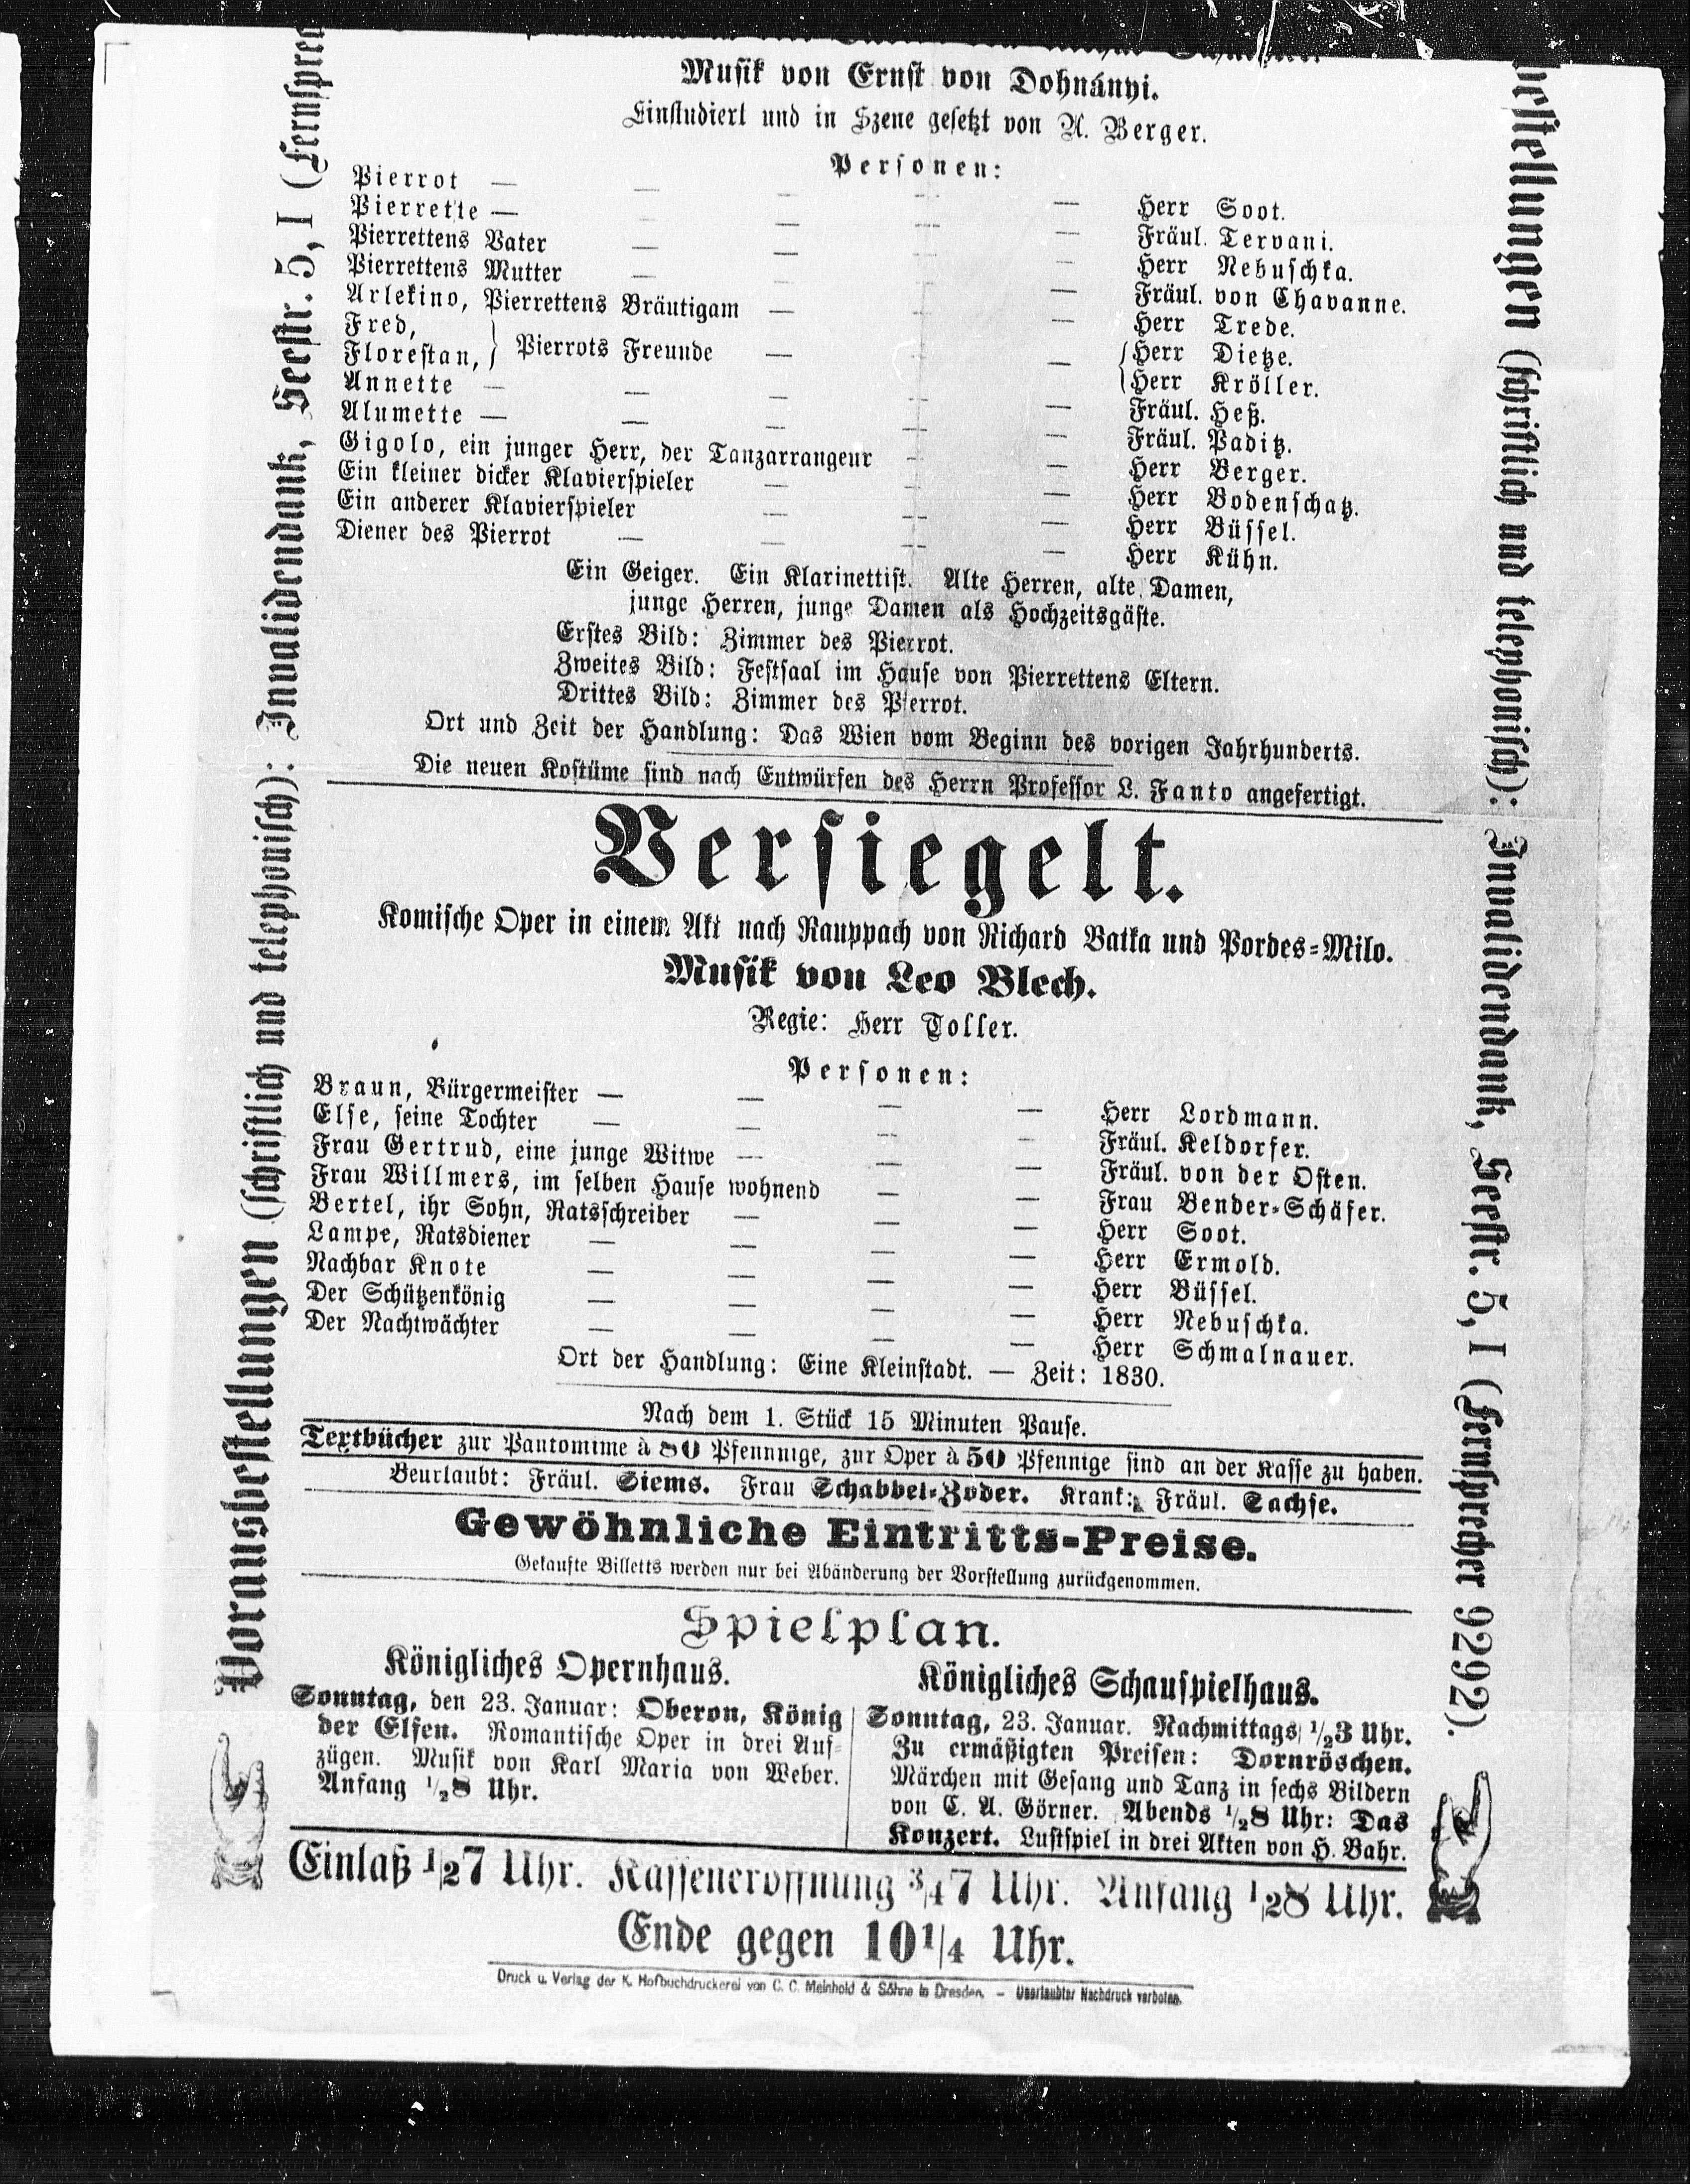 Musik von Ernst von Dohnányi.
Einstudiert und in Szene gesetzt von A. Berger.
Personen:
Pierrot — — — — — Herr Soot.
Pierrette — — — — — Fräul. Tervani.
Pierrettens Vater — — — — Herr Nebuschka.
Pierrettens Mutter — — — — Fräul. von Chavanne.
Arlekino, Pierrettens Bräutigam — — — Herr Trede.
Fred, } Pierrots Freunde — — — { Herr Dietze.
Florestan, } { Herr Kröller.
Annette — — — — — Fräul. Heß.
Alumette — — — — — Fräul. Paditz.
Gigolo, ein junger Herr, der Tanzarrangeur — — Herr Berger.
Ein kleiner dicker Klavierspieler — — — Herr Bodenschatz.
Ein anderer Klavierspieler — — — Herr Büssel.
Diener des Pierrot — — — — Herr Kühn.
Ein Geiger. Ein Klarinettist. Alte Herren, alte Damen,
junge Herren, junge Damen als Hochzeitsgäste.
Erstes Bild: Zimmer des Pierrot.
Zweites Bild: Festsaal im Hause von Pierrettens Eltern.
Drittes Bild: Zimmer des Pierrot.
Ort und Zeit der Handlung: Das Wien vom Beginn des vorigen Jahrhunderts.
Die neuen Kostüme sind nach Entwürfen des Herrn Professor L. Fanto angefertigt.
Versiegelt.
Komische Oper in einem Akt nach Rauppach von Richard Batka und Pordes-Milo.
Musik von Leo Blech.
Regie: Herr Toller.
Personen:
Braun, Bürgermeister — — — — Herr Lordmann.
Else, seine Tochter — — — — Fräul. Keldorfer.
Frau Gertrud, eine junge Witwe — — — Fräul. von der Osten.
Frau Willmers, im selben Hause wohnend — — Frau Bender-Schäfer.
Bertel, ihr Sohn, Ratsschreiber — — — Herr Soot.
Lampe, Ratsdiener — — — — Herr Ermold.
Nachbar Knote — — — — Herr Büssel.
Der Schützenkönig — — — — Herr Nebuschka.
Der Nachtwächter — — — — Herr Schmalnauer.
Ort der Handlung: Eine Kleinstadt. — Zeit: 1830.
Nach dem 1. Stück 15 Minuten Pause.
Textbücher zur Pantomime à 80 Pfennnige, zur Oper à 50 Pfennige sind an der Kasse zu haben.
Beurlaubt: Fräul. Siems. Frau Schabbel-Zoder. Krank: Fräul. Sachse.
Gewöhnliche Eintritts-Preise.
Gekaufte Billetts werden nur bei Abänderung der Vorstellung zurückgenommen.
Spielplan.
Königliches Opernhaus.
Sonntag, den 23. Januar: Oberon, König
der Elfen. Romantische Oper in drei Auf-
zügen. Musik von Karl Maria von Weber.
Anfang 1/28 Uhr.
Königliches Schauspielhaus.
Sonntag, 23. Januar. Nachmittags 1/23 Uhr.
Zu ermäßigten Preisen: Dornröschen.
Märchen mit Gesang und Tanz in sechs Bildern
von C. A. Görner. Abends 1/28 Uhr: Das
Konzert. Lustspiel in drei Akten von H. Bahr.
Einlaß 1/27 Uhr. Kasseneröffnung 3/47 Uhr. Anfang 1/28 Uhr.
Ende gegen 10 1/4 Uhr.
Druck u. Verlag der K. Hofbuchdruckerei von C. C. Meinhold & Söhne in Dresden. – Unerlaubter Nachdruck verboten.
Vorausbestellungen (schriftlich und telephonisch): Invalidendank, Seestr. 5, I (Fernsprec
bestellungen (schriftlich und telephonisch): Invalidendank, Seestr. 5, I (Fernsprecher 9292).